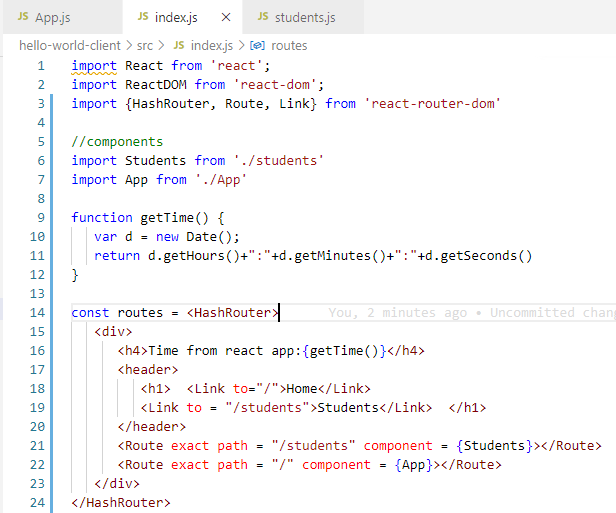 JS App.js JS index.js × JS students.js
hello-world-client > src > JS index.js > routes
1 import React from 'react';
2 import ReactDOM from 'react-dom';
3 import {HashRouter, Route, Link} from 'react-router-dom'
4
5 //components
6 import Students from './students'
7 import App from './App'
8
9 function getTime() {
10 var d = new Date();
11 return d.getHours()+":"+d.getMinutes()+":"+d.getSeconds()
12 }
13
14 const routes = <HashRouter> You, 2 minutes ago • Uncommitted chan
15 <div>
16 <h4>Time from react app:{getTime()}</h4>
17 <header>
18 <h1> <Link to="/">Home</Link>
19 <Link to = "/students">Students</Link> </h1>
20 </header>
21 <Route exact path = "/students" component = {Students}></Route>
22 <Route exact path = "/" component = {App}></Route>
23 </div>
24 </HashRouter>